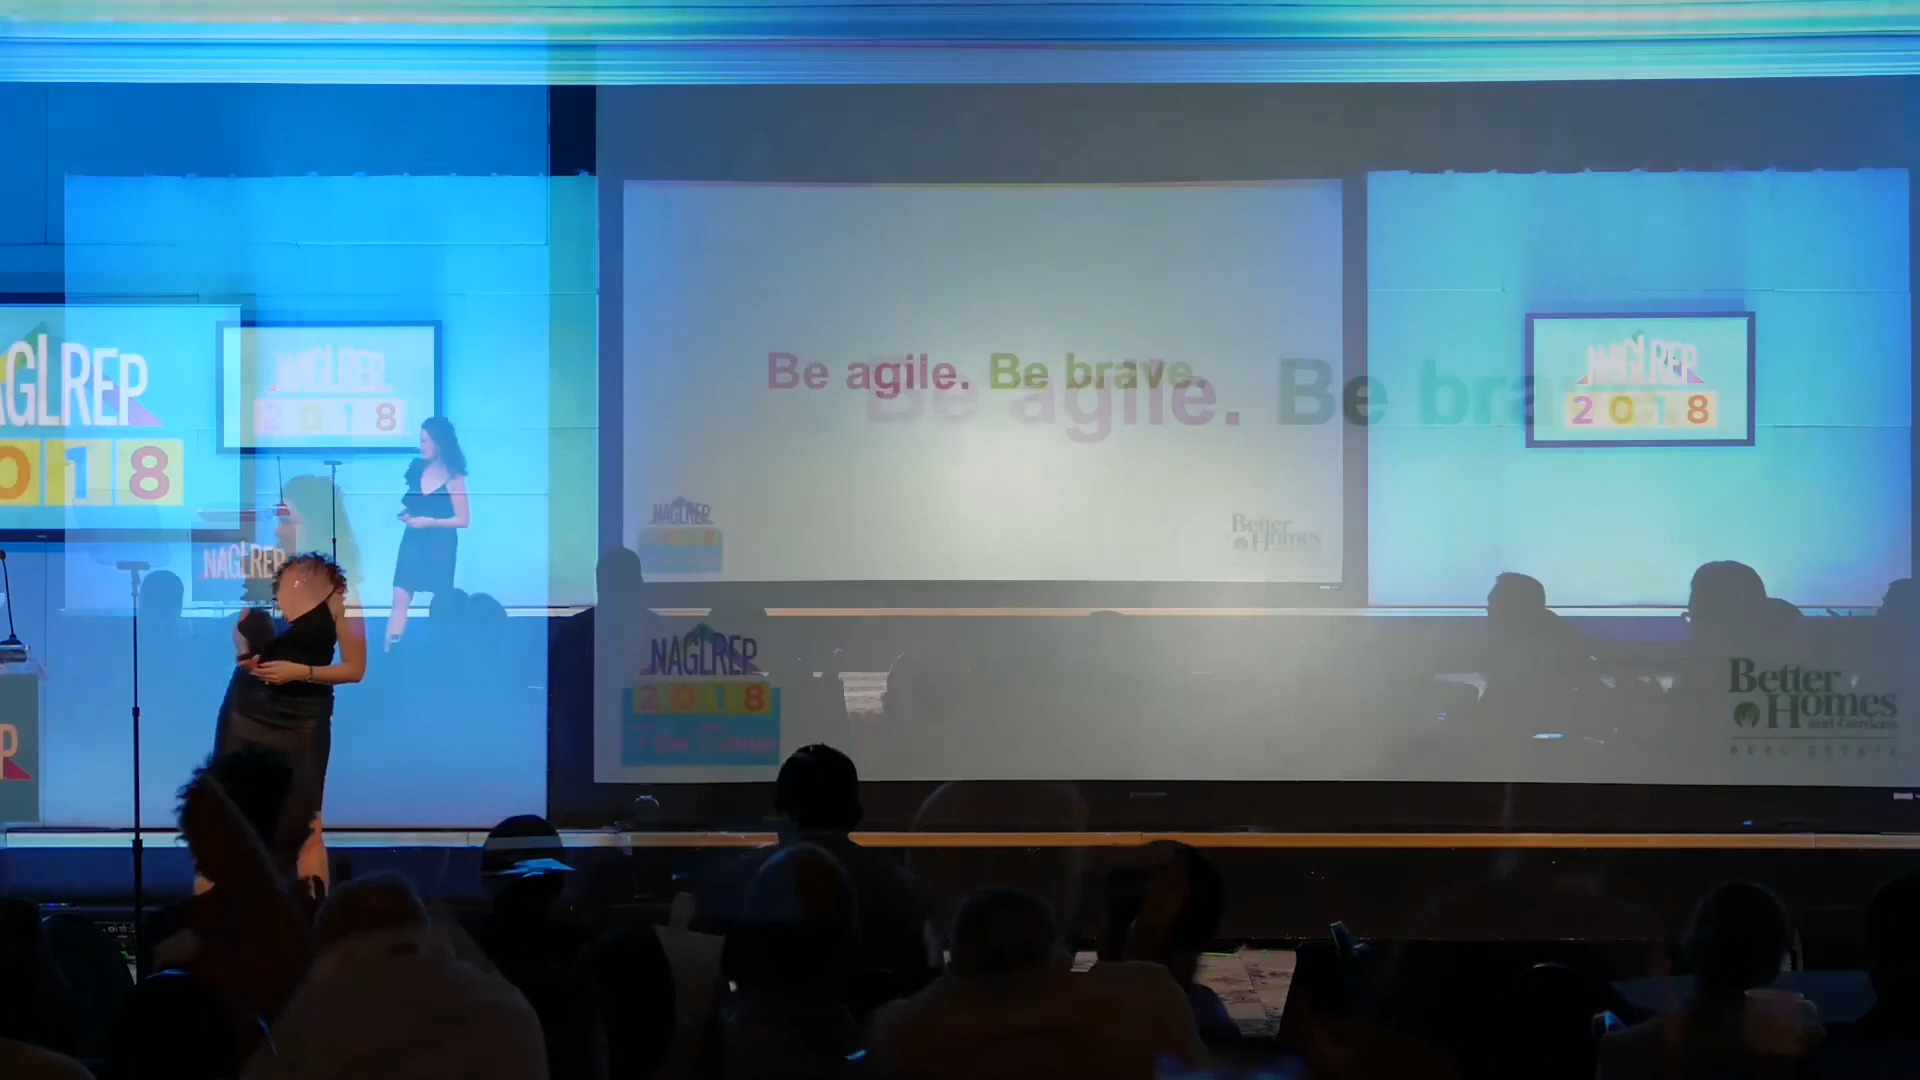 NAGLREP
2018
NAGLREP
2018
NAGLREP
Be agile. Be brave.
Be agile. Be brave.
NAGLREP
2018
NAGLREP
Better
Homes
NAGLREP
2018
Better
Homes
and Gardens
REAL ESTATE